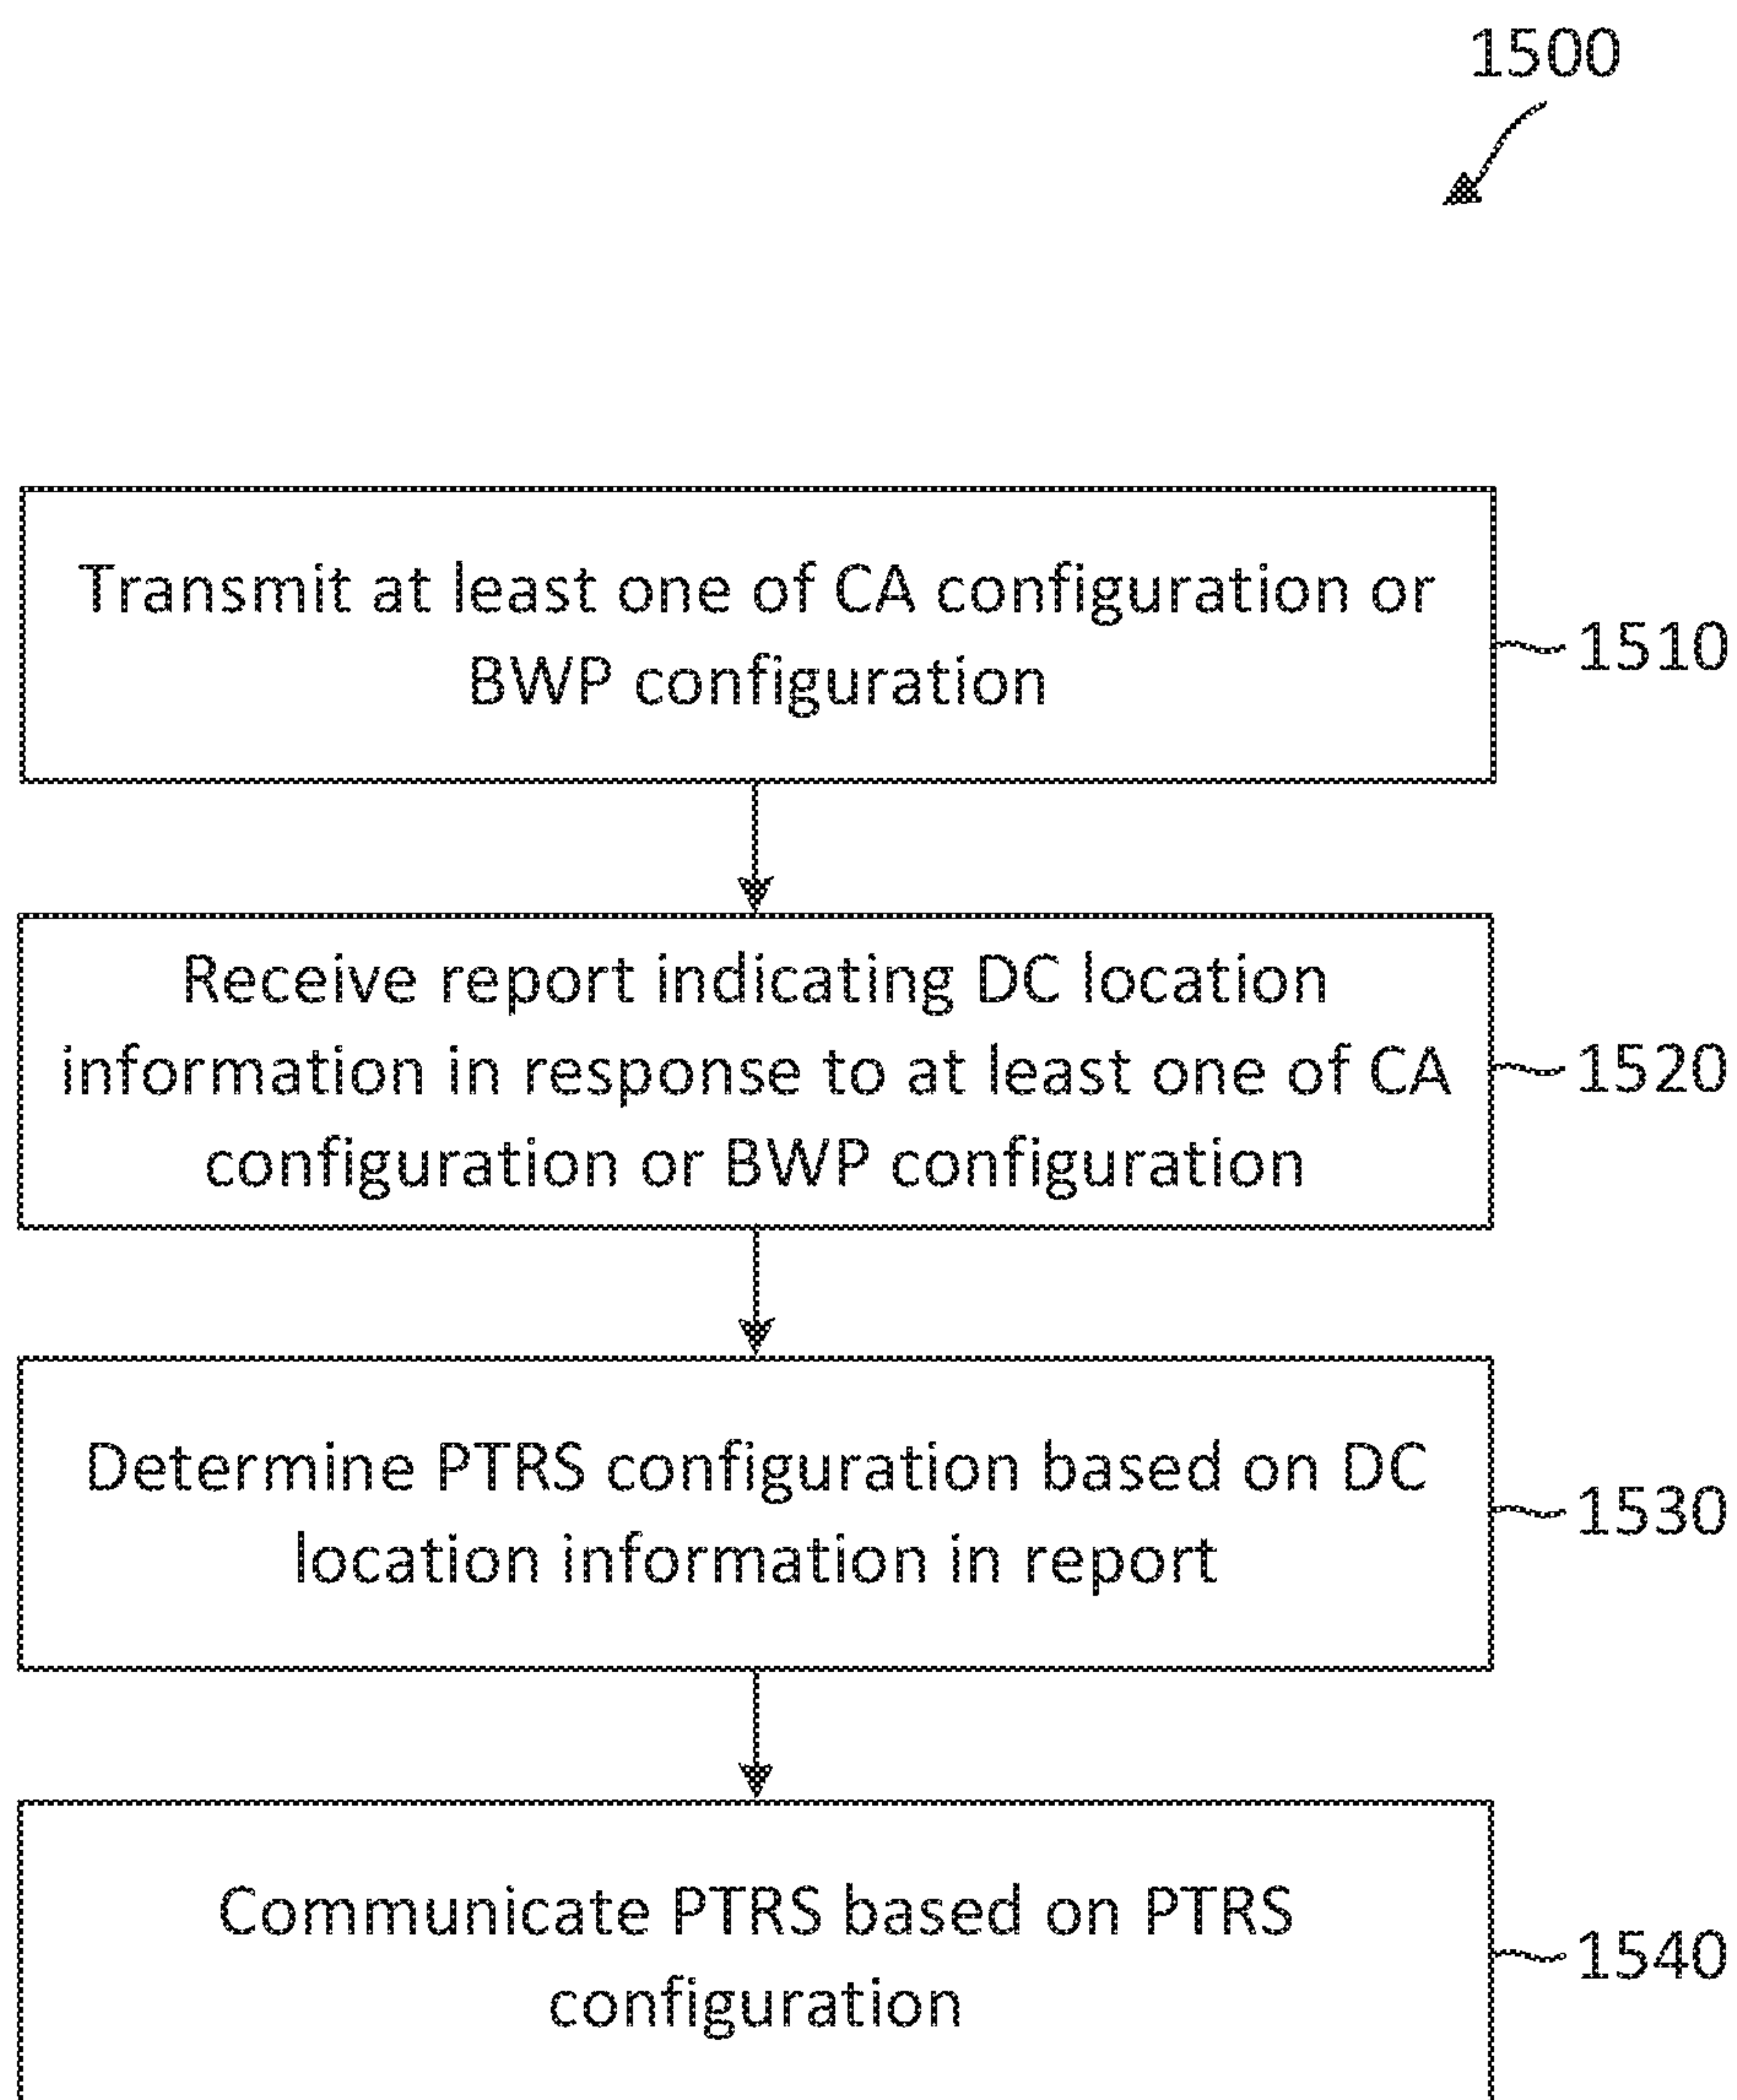 1500
Transmit at least one of CA configuration or
BWP configuration
1510
Receive report indicating DC location
information in response to at least one of CA
configuration or BWP configuration
1520
Determine PTRS configuration based on DC
location information in report
1530
Communicate PTRS based on PTRS
configuration
1540